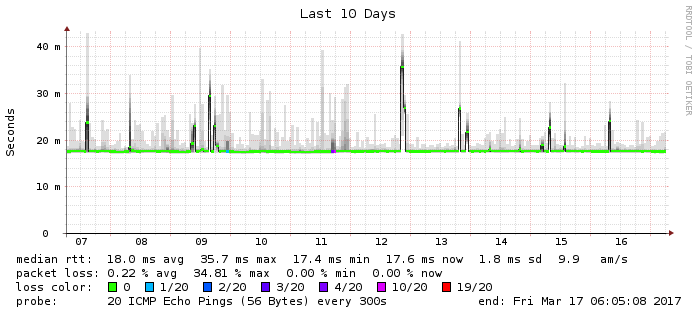 Last 10 Days
RRDTOOL / TOBI OETIKER
Seconds
40 m
30 m
20 m
10 m
0
07 08 09 10 11 12 13 14 15 16
median rtt: 18.0 ms avg 35.7 ms max 17.4 ms min 17.6 ms now 1.8 ms sd 9.9 am/s
packet loss: 0.22 % avg 34.81 % max 0.00 % min 0.00 % now
loss color: 0 1/20 2/20 3/20 4/20 10/20 19/20
probe: 20 ICMP Echo Pings (56 Bytes) every 300s end: Fri Mar 17 06:05:08 2017